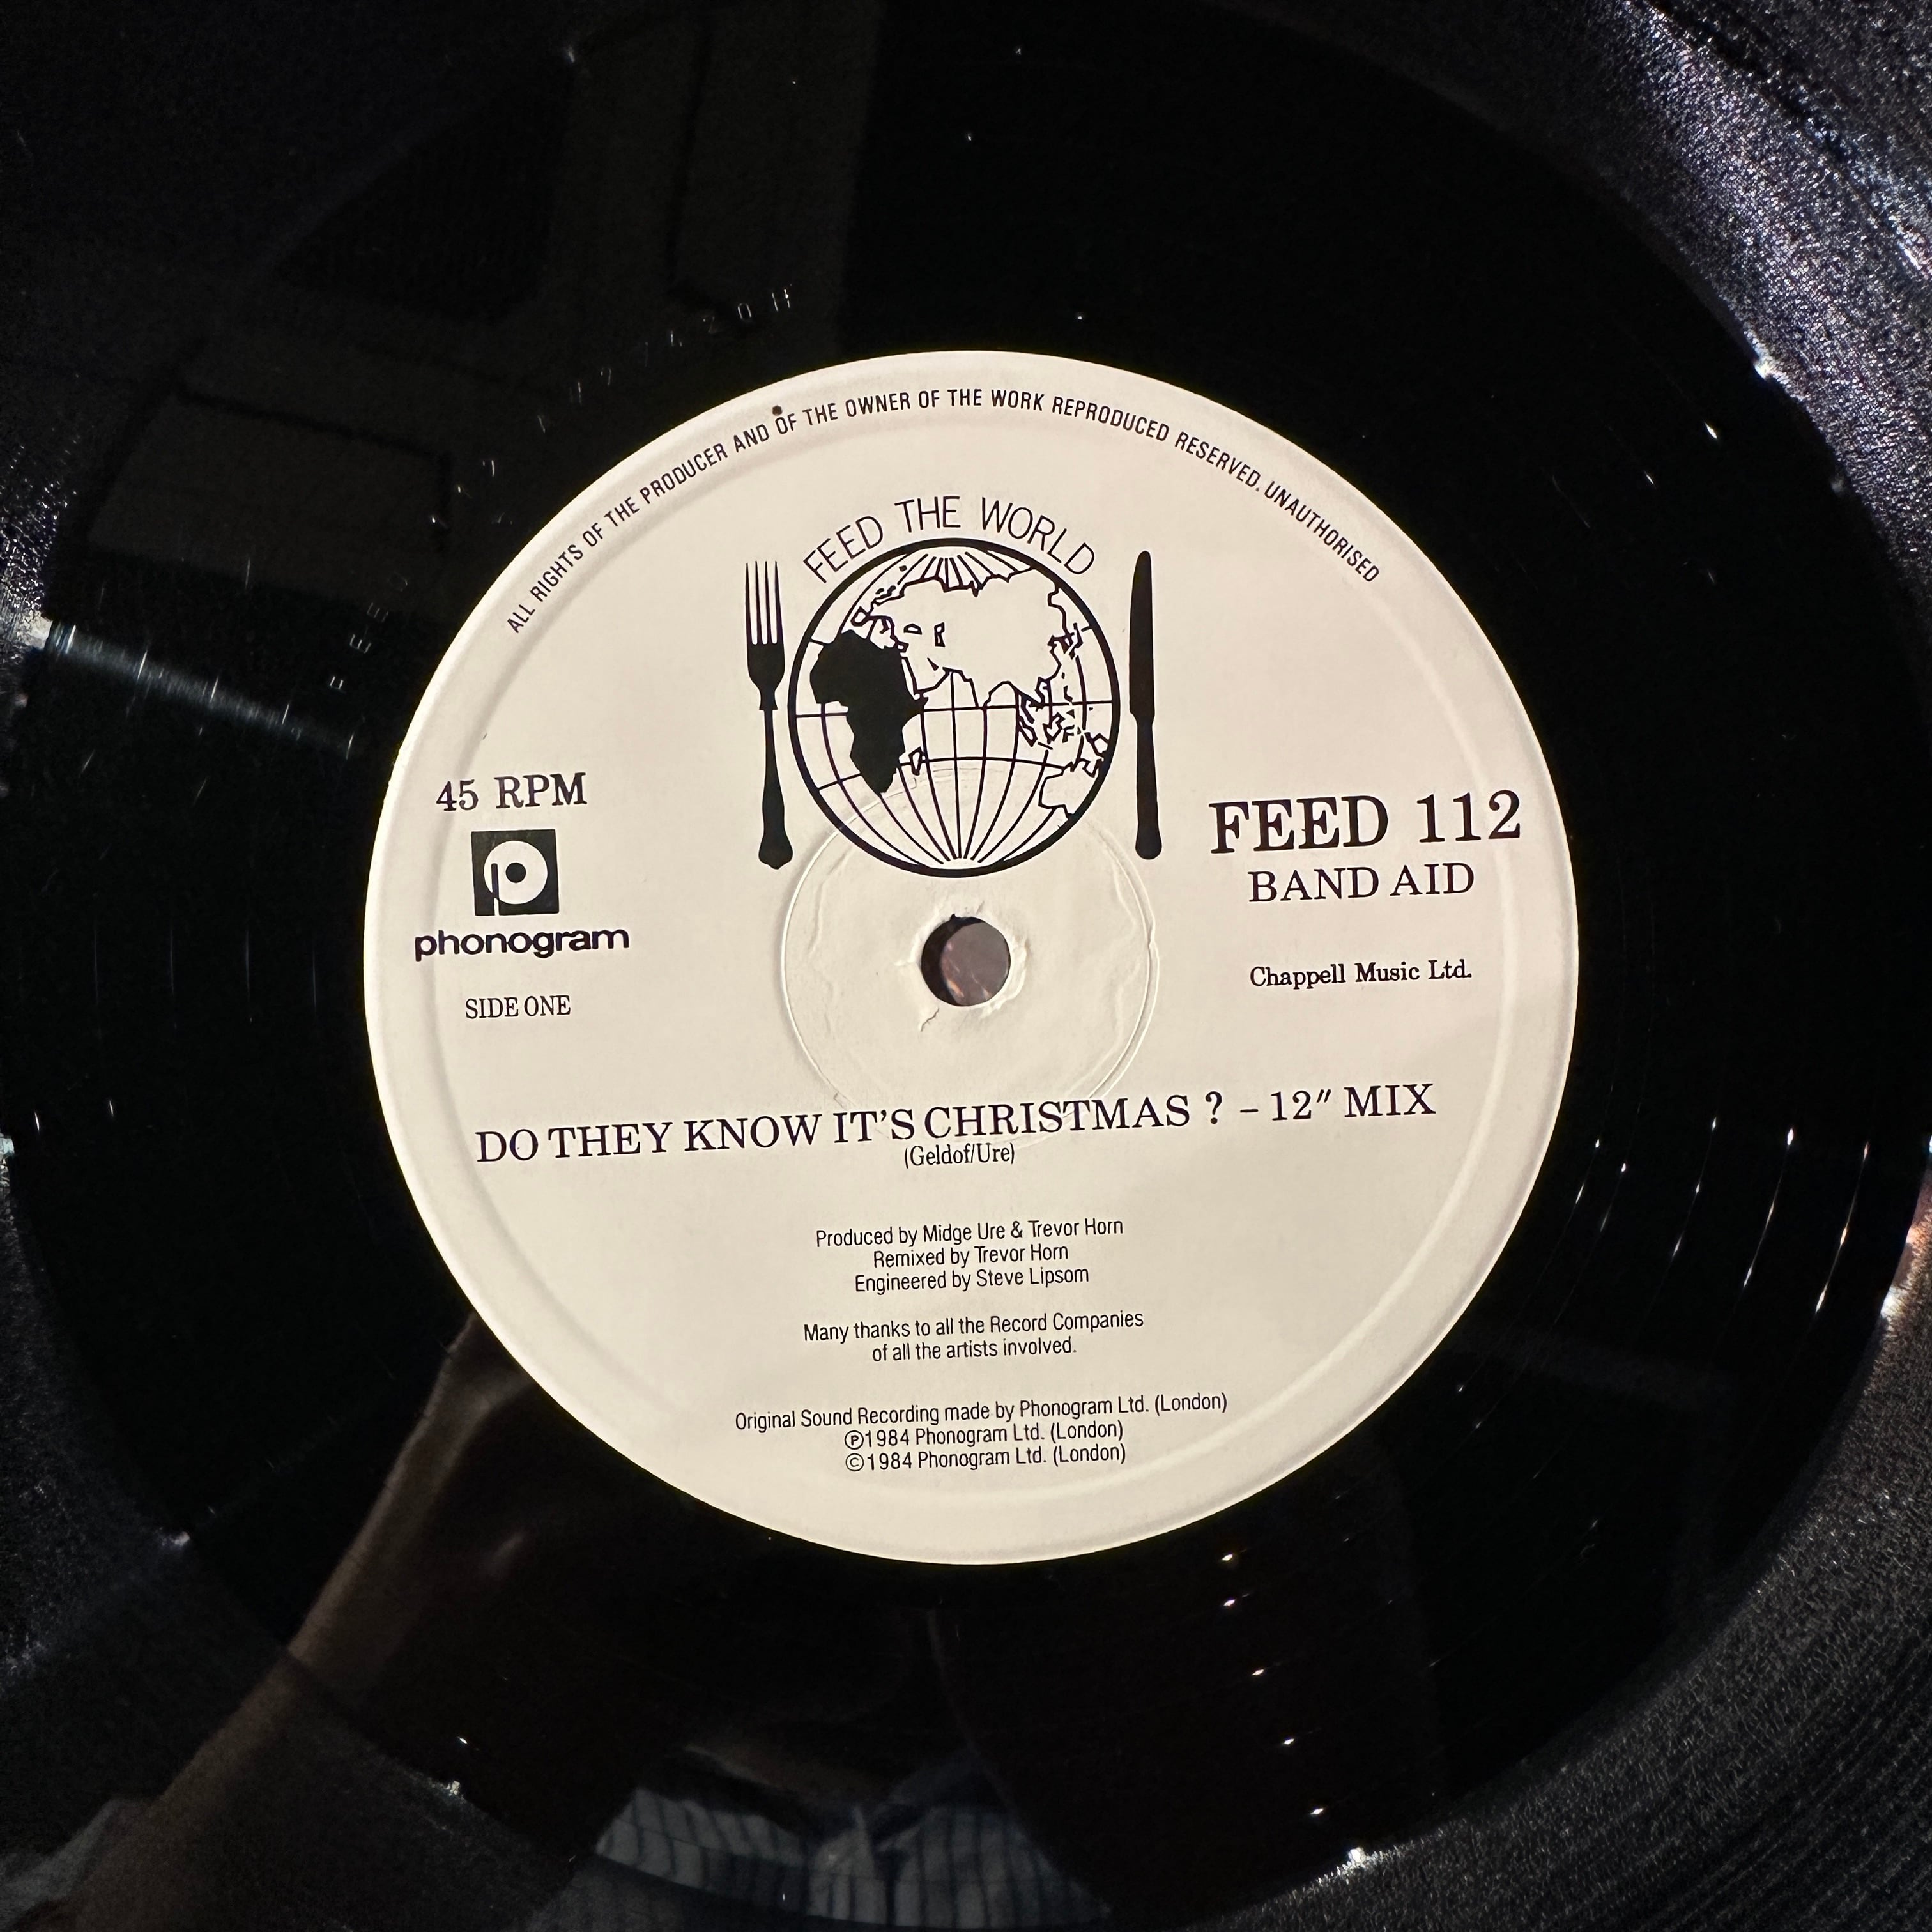 ALL RIGHTS OF THE PRODUCER AND OF THE OWNER OF THE WORK REPRODUCED RESERVED. UNAUTHORISED
FEED THE WORLD
45 RPM
phonogram
SIDE ONE
FEED 112
BAND AID
Chappell Music Ltd.
DO THEY KNOW IT'S CHRISTMAS ? – 12″ MIX
(Geldof/Ure)
Produced by Midge Ure & Trevor Horn
Remixed by Trevor Horn
Engineered by Steve Lipsom
Many thanks to all the Record Companies
of all the artists involved.
Original Sound Recording made by Phonogram Ltd. (London)
Ⓟ1984 Phonogram Ltd. (London)
©1984 Phonogram Ltd. (London)